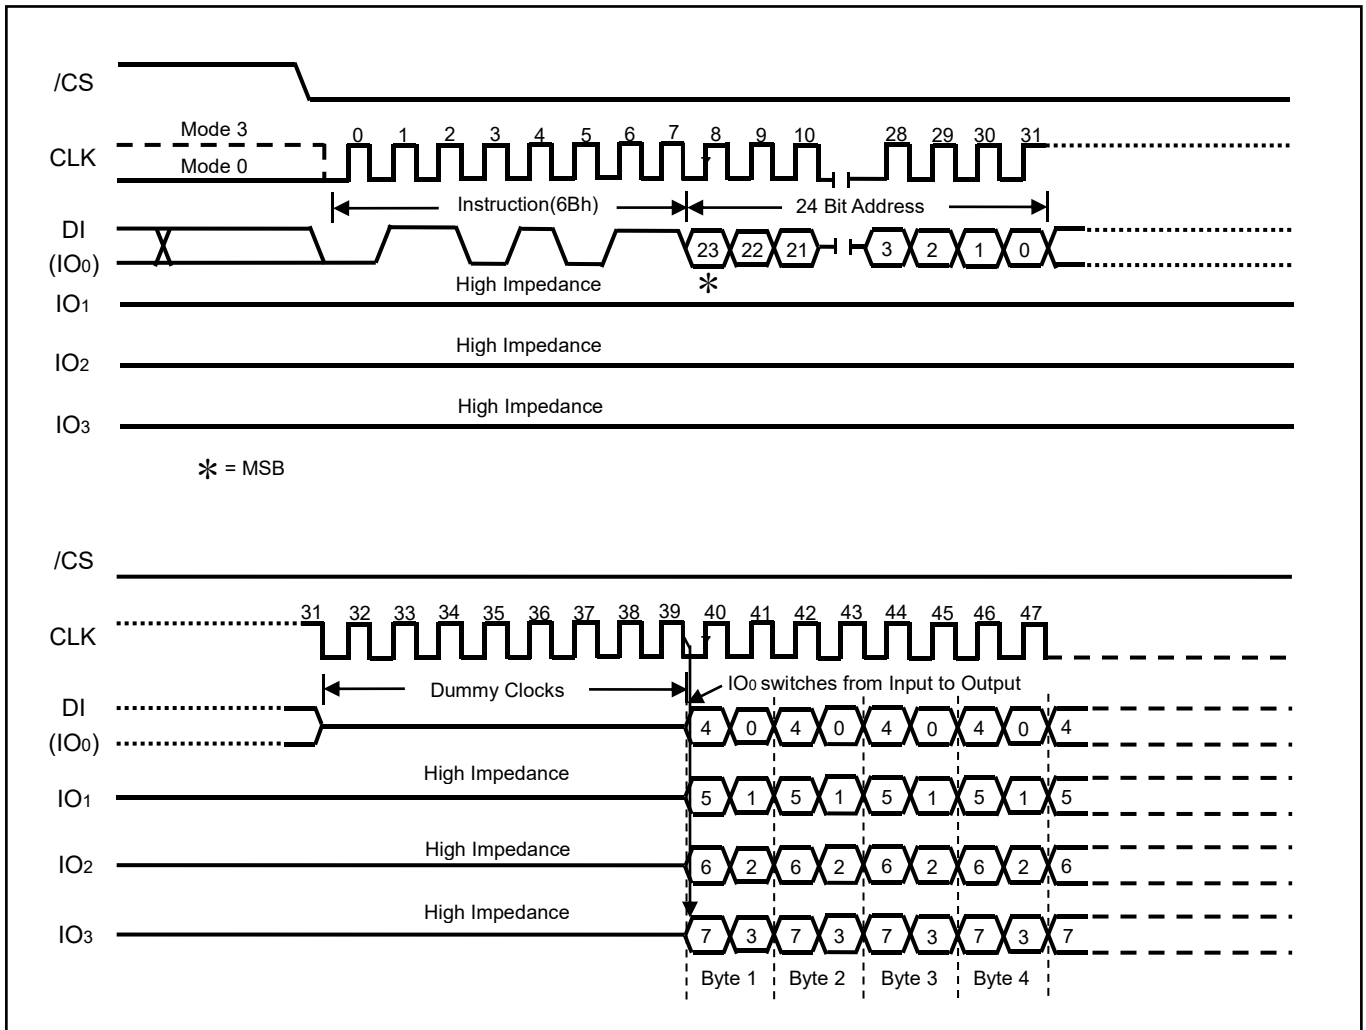 /CS
Mode 3
0 1 2 3 4 5 6 7 8 9 10 28 29 30 31
CLK
Mode 0
Instruction(6Bh)
24 Bit Address
DI
(IO0)
23 22 21 3 2 1 0
High Impedance
*
IO1
High Impedance
IO2
High Impedance
IO3
* = MSB
/CS
31 32 33 34 35 36 37 38 39 40 41 42 43 44 45 46 47
CLK
Dummy Clocks
IO0 switches from Input to Output
DI
(IO0)
4 0 4 0 4 0 4 0 4
High Impedance
IO1
5 1 5 1 5 1 5 1 5
High Impedance
IO2
6 2 6 2 6 2 6 2 6
High Impedance
IO3
7 3 7 3 7 3 7 3 7
Byte 1 Byte 2 Byte 3 Byte 4